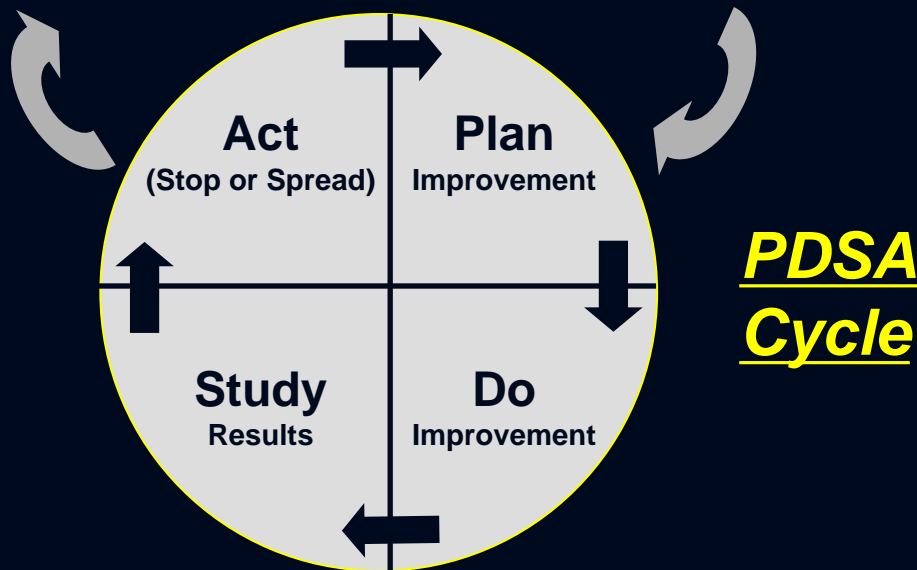 Act
(Stop or Spread)
Plan
Improvement
PDSA
Cycle
Study
Results
Do
Improvement